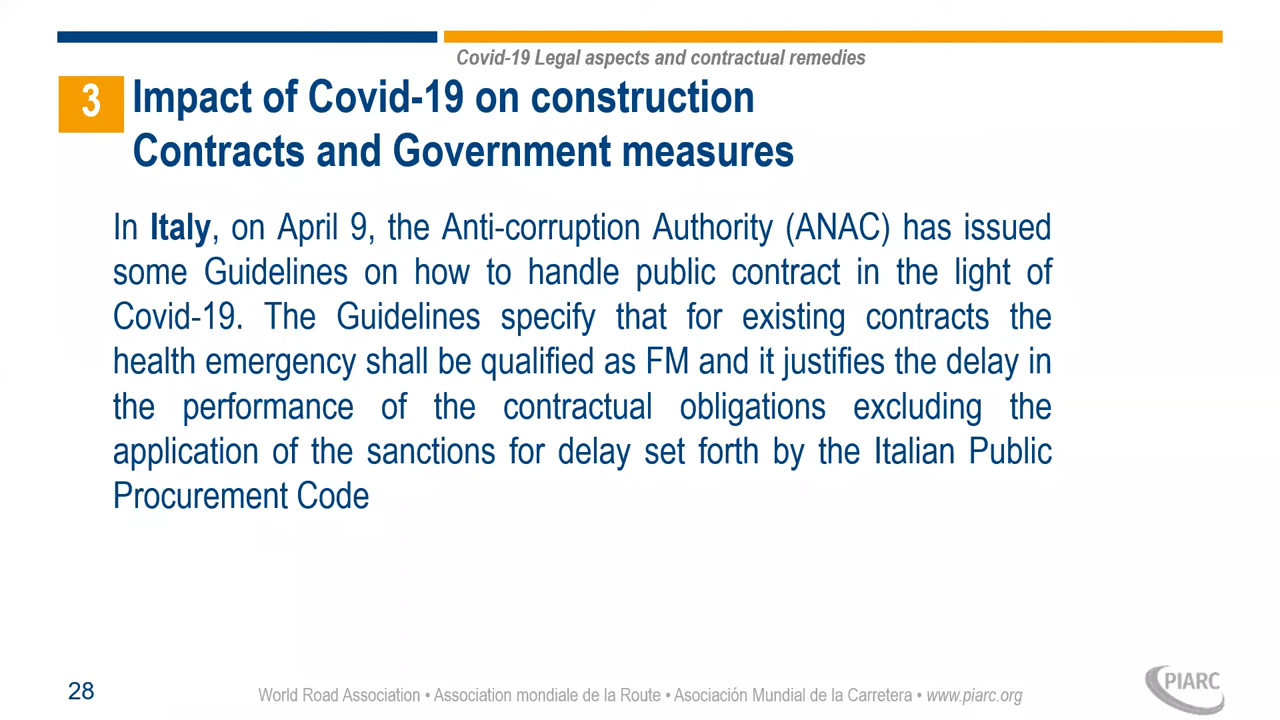 Covid-19 Legal aspects and contractual remedies
3
Impact of Covid-19 on construction
Contracts and Government measures
In Italy, on April 9, the Anti-corruption Authority (ANAC) has issued
some Guidelines on how to handle public contract in the light of
Covid-19. The Guidelines specify that for existing contracts the
health emergency shall be qualified as FM and it justifies the delay in
the performance of the contractual obligations excluding the
application of the sanctions for delay set forth by the Italian Public
Procurement Code
28
World Road Association • Association mondiale de la Route • Asociación Mundial de la Carretera • www.piarc.org
PIARC